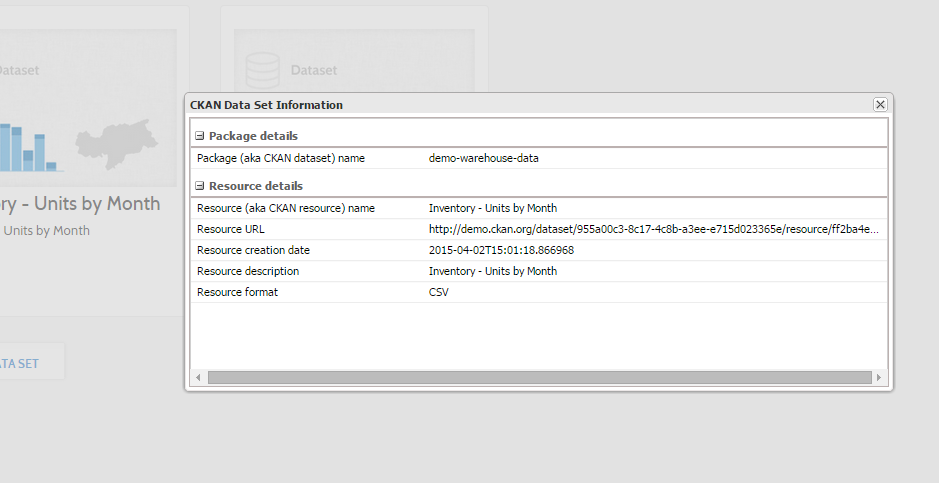 ataset
Dataset
CKAN Data Set Information
Package details
Package (aka CKAN dataset) name demo-warehouse-data
Resource details
Resource (aka CKAN resource) name Inventory - Units by Month
Resource URL http://demo.ckan.org/dataset/955a00c3-8c17-4c8b-a3ee-e715d023365e/resource/ff2ba4e...
Resource creation date 2015-04-02T15:01:18.866968
Resource description Inventory - Units by Month
Resource format CSV
ry - Units by Month
Units by Month
ATA SET